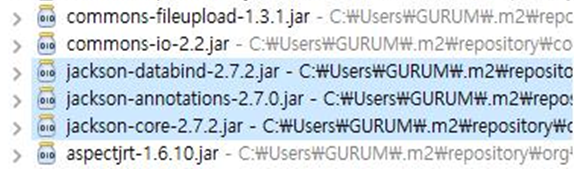 commons-fileupload-1.3.1.jar - C:₩Users₩GURUM₩.m2₩repo
commons-io-2.2.jar - C:₩Users₩GURUM₩.m2₩repository₩co
jackson-databind-2.7.2.jar - C:₩Users₩GURUM₩.m2₩reposito
jackson-annotations-2.7.0.jar - C:₩Users₩GURUM₩.m2₩repos
jackson-core-2.7.2.jar - C:₩Users₩GURUM₩.m2₩repository₩c
aspectjrt-1.6.10.jar - C:₩Users₩GURUM₩.m2₩repository₩org